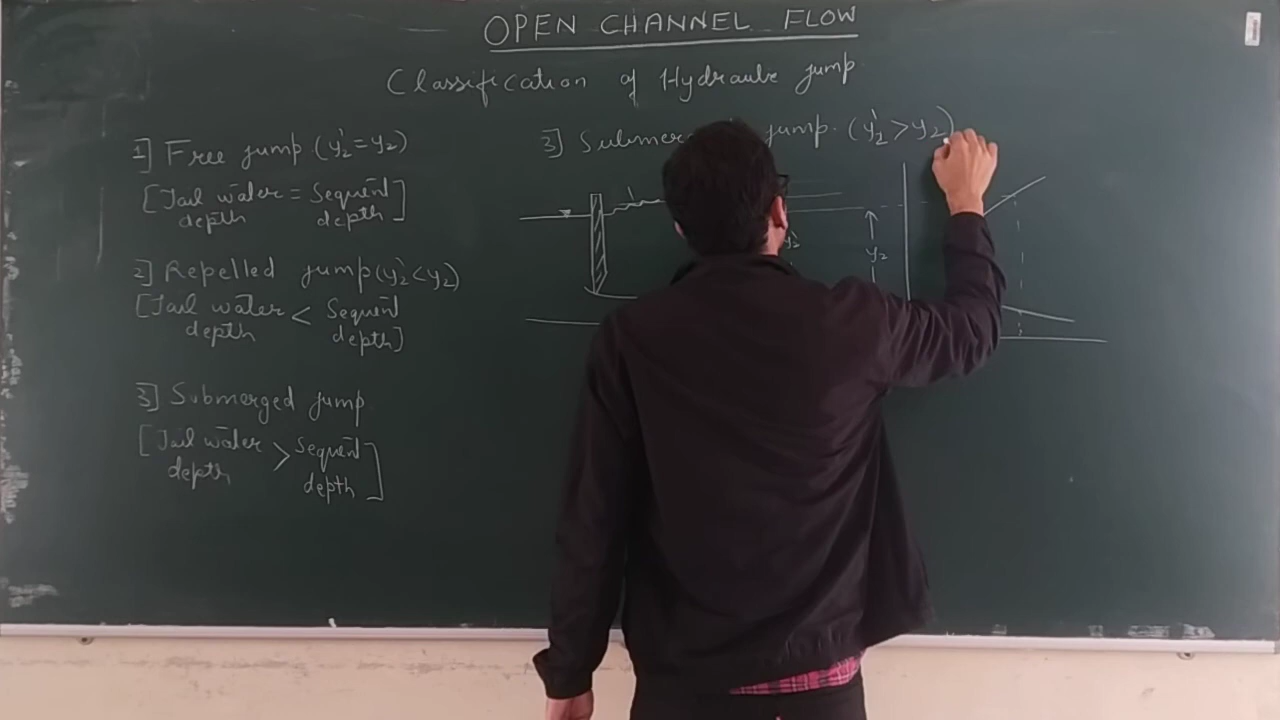 OPEN CHANNEL FLOW
Classification of Hydraulic jump
1] Free jump (y₂' = y₂)
[Tail water = Sequent
depth depth]
2] Repelled jump (y₂' < y₂)
[Tail water < Sequent
depth depth]
3] Submerged jump
[Tail water > Sequent
depth depth]
3] jump. (y₂' > y₂)
y₂'
y₂